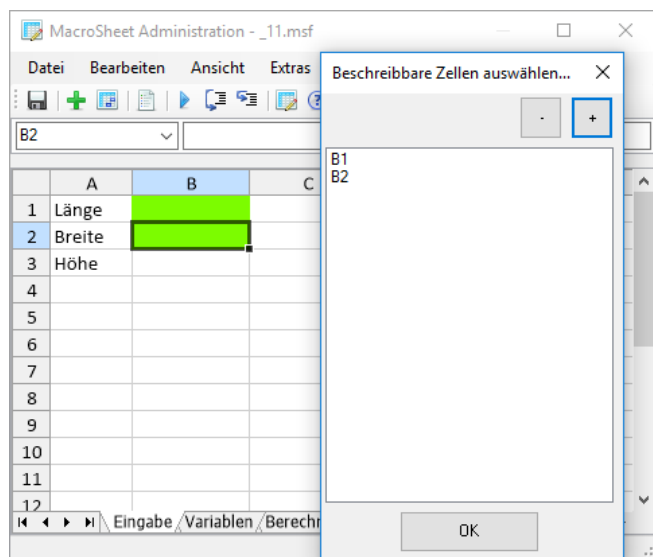 MacroSheet Administration - _11.msf
Datei Bearbeiten Ansicht Extras
Beschreibbare Zellen auswählen...
- +
B2
B1
B2
A B C
1 Länge
2 Breite
3 Höhe
4
5
6
7
8
9
10
11
12
Eingabe Variablen
OK